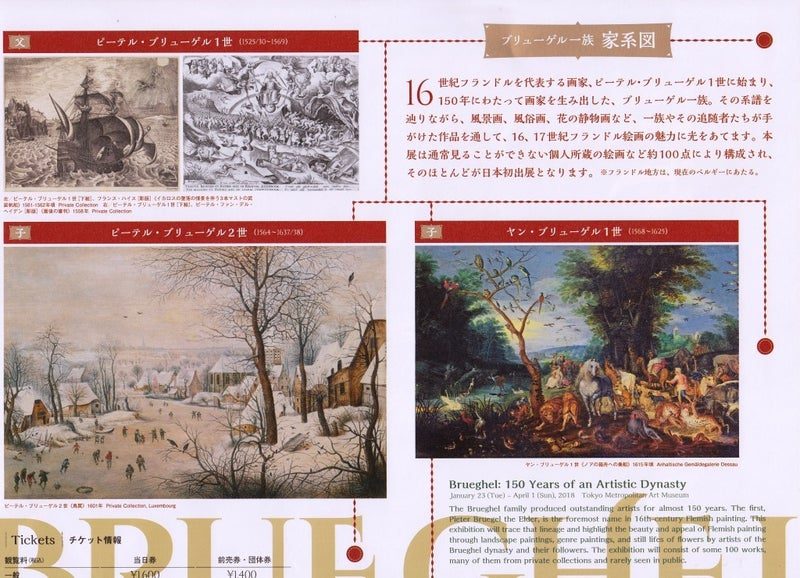 父
ピーテル・ブリューゲル1世 (1525/30~1569)
ブリューゲル一族 家系図
16世紀フランドルを代表する画家、ピーテル・ブリューゲル1世に始まり、
150年にわたって画家を生み出した、ブリューゲル一族。その系譜を
辿りながら、風景画、風俗画、花の静物画など、一族やその追随者たちが手
がけた作品を通して、16、17世紀フランドル絵画の魅力に光をあてます。本
展は通常見ることができない個人所蔵の絵画など約100点により構成され、
そのほとんどが日本初出展となります。 ※フランドル地方は、現在のベルギーにあたる。
左/ピーテル・ブリューゲル1世[下絵]、フランス・ハイス[彫版]《イカロスの墜落の情景を伴う3本マストの武
装帆船》1561-1562年頃 Private Collection 右/ピーテル・ブリューゲル1世[下絵]、ピーテル・ファン・デル・
ヘイデン[彫版]《最後の審判》1558年 Private Collection
子
ピーテル・ブリューゲル2世 (1564~1637/38)
子
ヤン・ブリューゲル1世 (1568~1625)
ピーテル・ブリューゲル2世《鳥罠》1601年 Private Collection, Luxembourg
ヤン・ブリューゲル1世《ノアの箱舟への乗船》1615年頃 Anhaltische Gemäldegalerie Dessau
Brueghel: 150 Years of an Artistic Dynasty
January 23 (Tue) – April 1 (Sun), 2018 Tokyo Metropolitan Art Museum
The Brueghel family produced outstanding artists for almost 150 years. The first,
Pieter Bruegel the Elder, is the foremost name in 16th-century Flemish painting. This
exhibition will trace that lineage and highlight the beauty and appeal of Flemish painting
through landscape paintings, genre paintings, and still lifes of flowers by artists of the
Brueghel dynasty and their followers. The exhibition will consist of some 100 works,
many of them from private collections and rarely seen in public.
BRUEGHEL
Tickets チケット情報
観覧料(税込) 当日券 前売券・団体券
一般 ¥1,600 ¥1,400